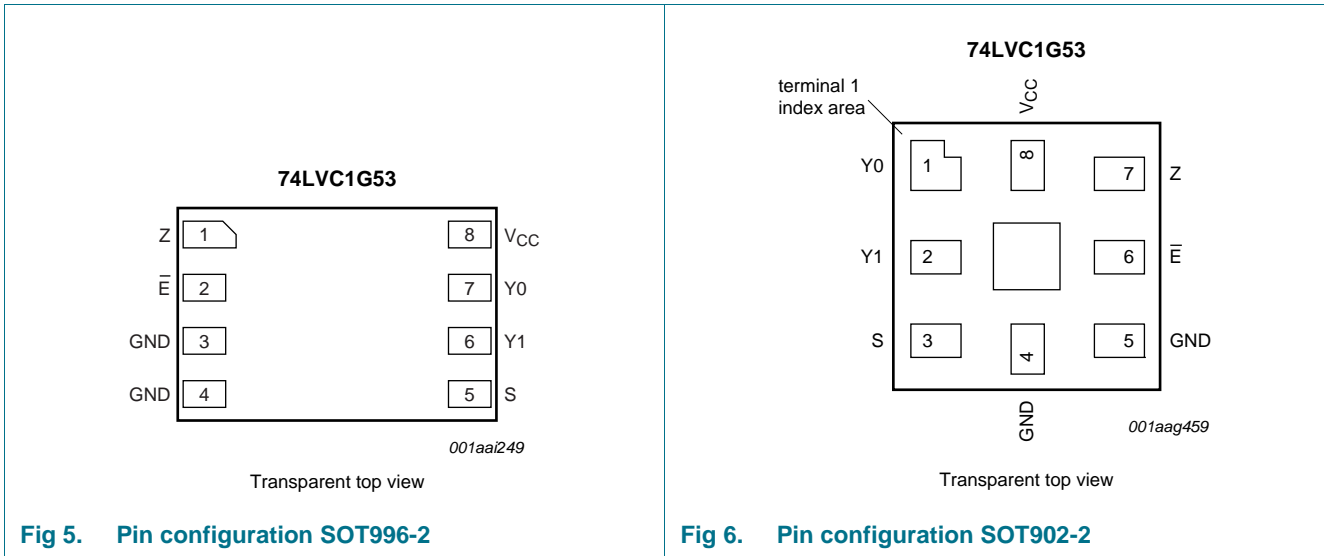 74LVC1G53
Z 1 8 VCC
E̅ 2 7 Y0
GND 3 6 Y1
GND 4 5 S
001aai249
Transparent top view
Fig 5. Pin configuration SOT996-2
74LVC1G53
terminal 1
index area
VCC
Y0 1 8 7 Z
Y1 2 6 E̅
S 3 4 5 GND
GND
001aag459
Transparent top view
Fig 6. Pin configuration SOT902-2